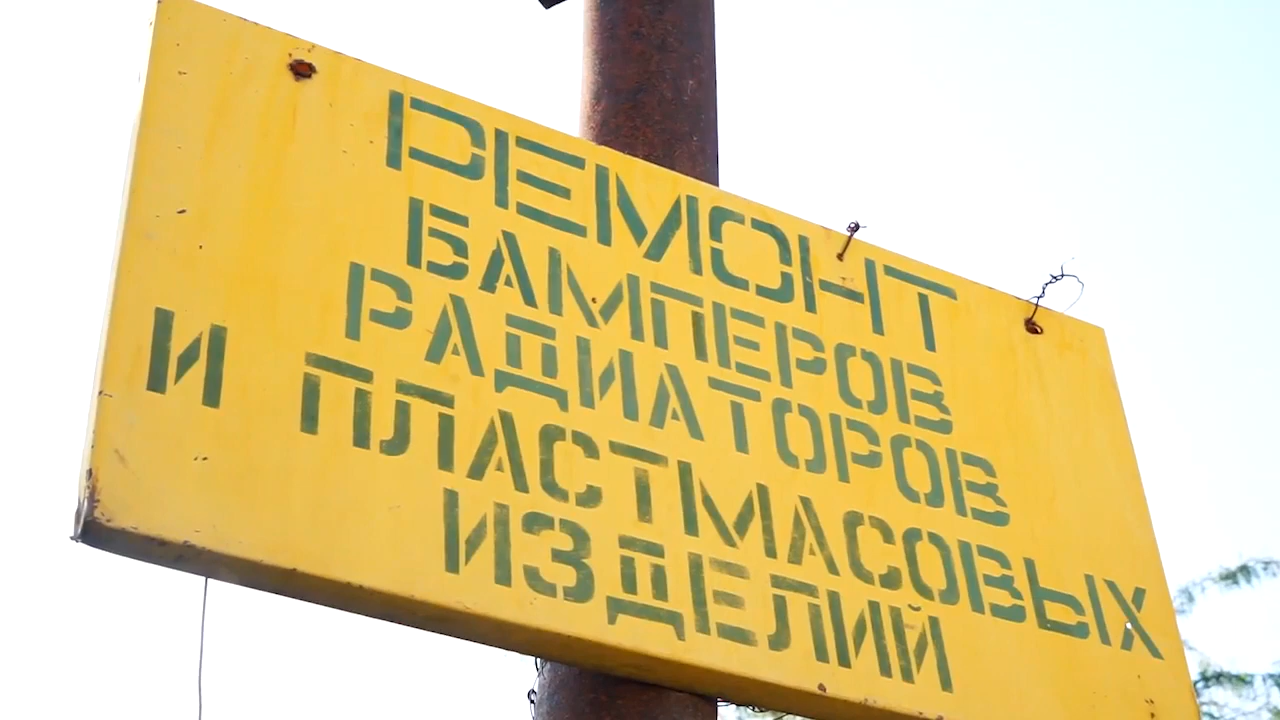 РЕМОНТ
БАМПЕРОВ
РАДИАТОРОВ
И ПЛАСТМАСОВЫХ
ИЗДЕЛИЙ